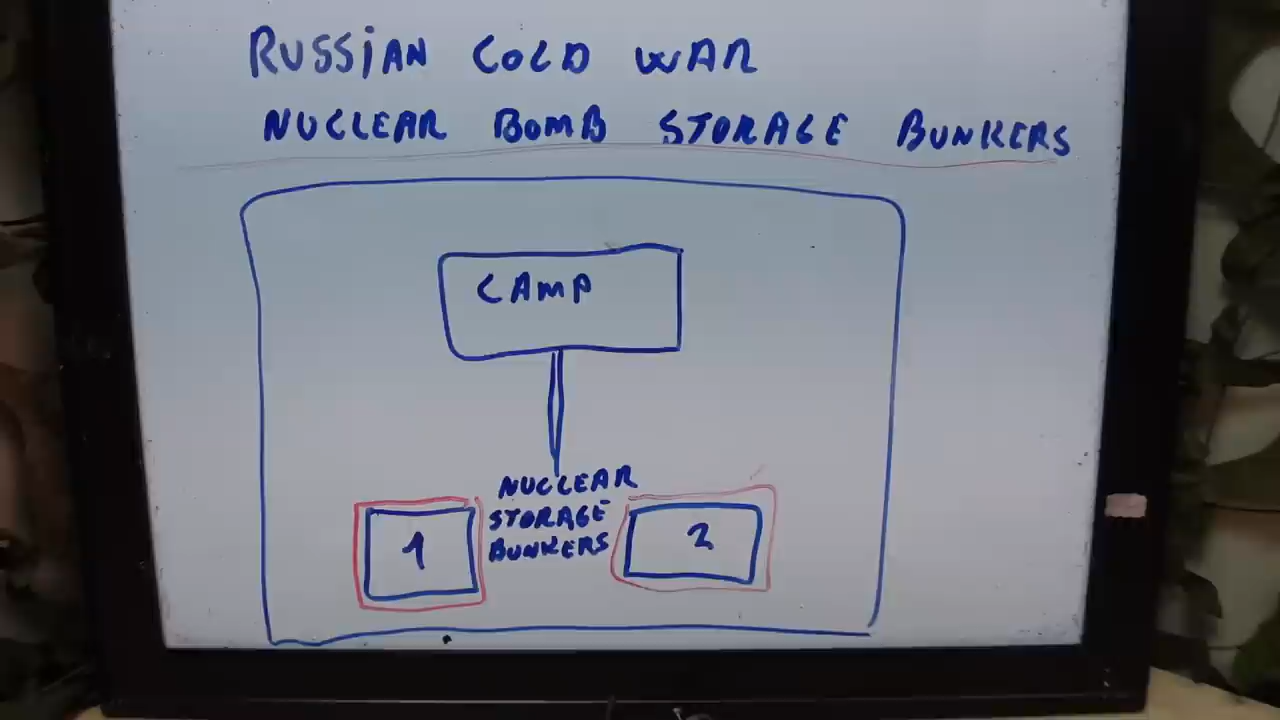 RUSSIAN COLD WAR
NUCLEAR BOMB STORAGE BUNKERS
CAMP
NUCLEAR
STORAGE
BUNKERS
1
2